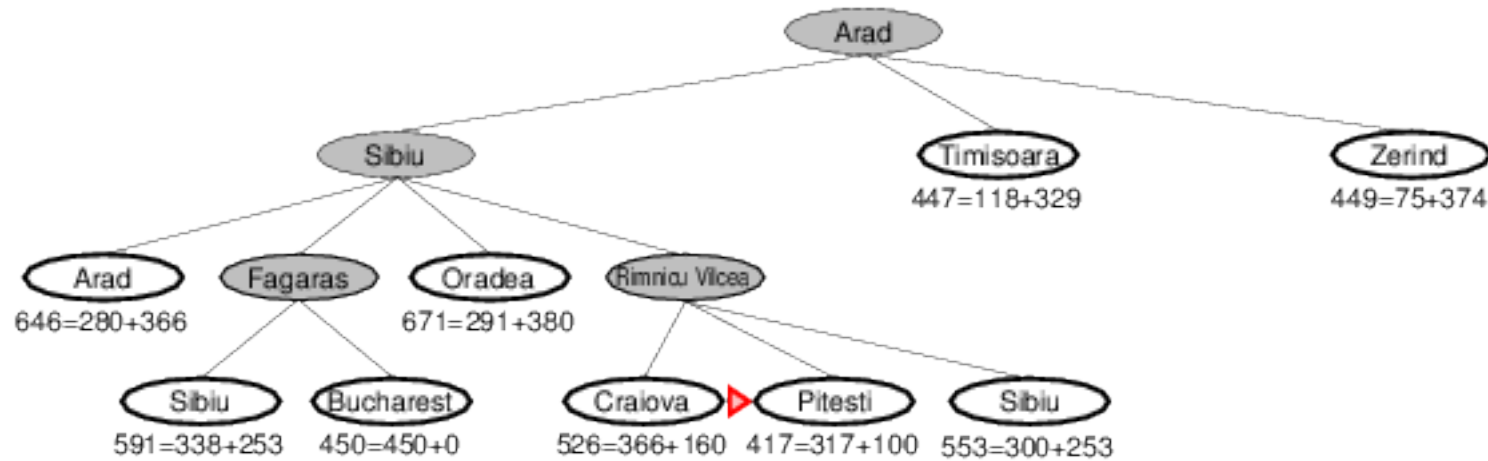 Arad
Sibiu Timisoara Zerind
447=118+329 449=75+374
Arad Fagaras Oradea Rimnicu Vilcea
646=280+366 671=291+380
Sibiu Bucharest Craiova Pitesti Sibiu
591=338+253 450=450+0 526=366+160 417=317+100 553=300+253